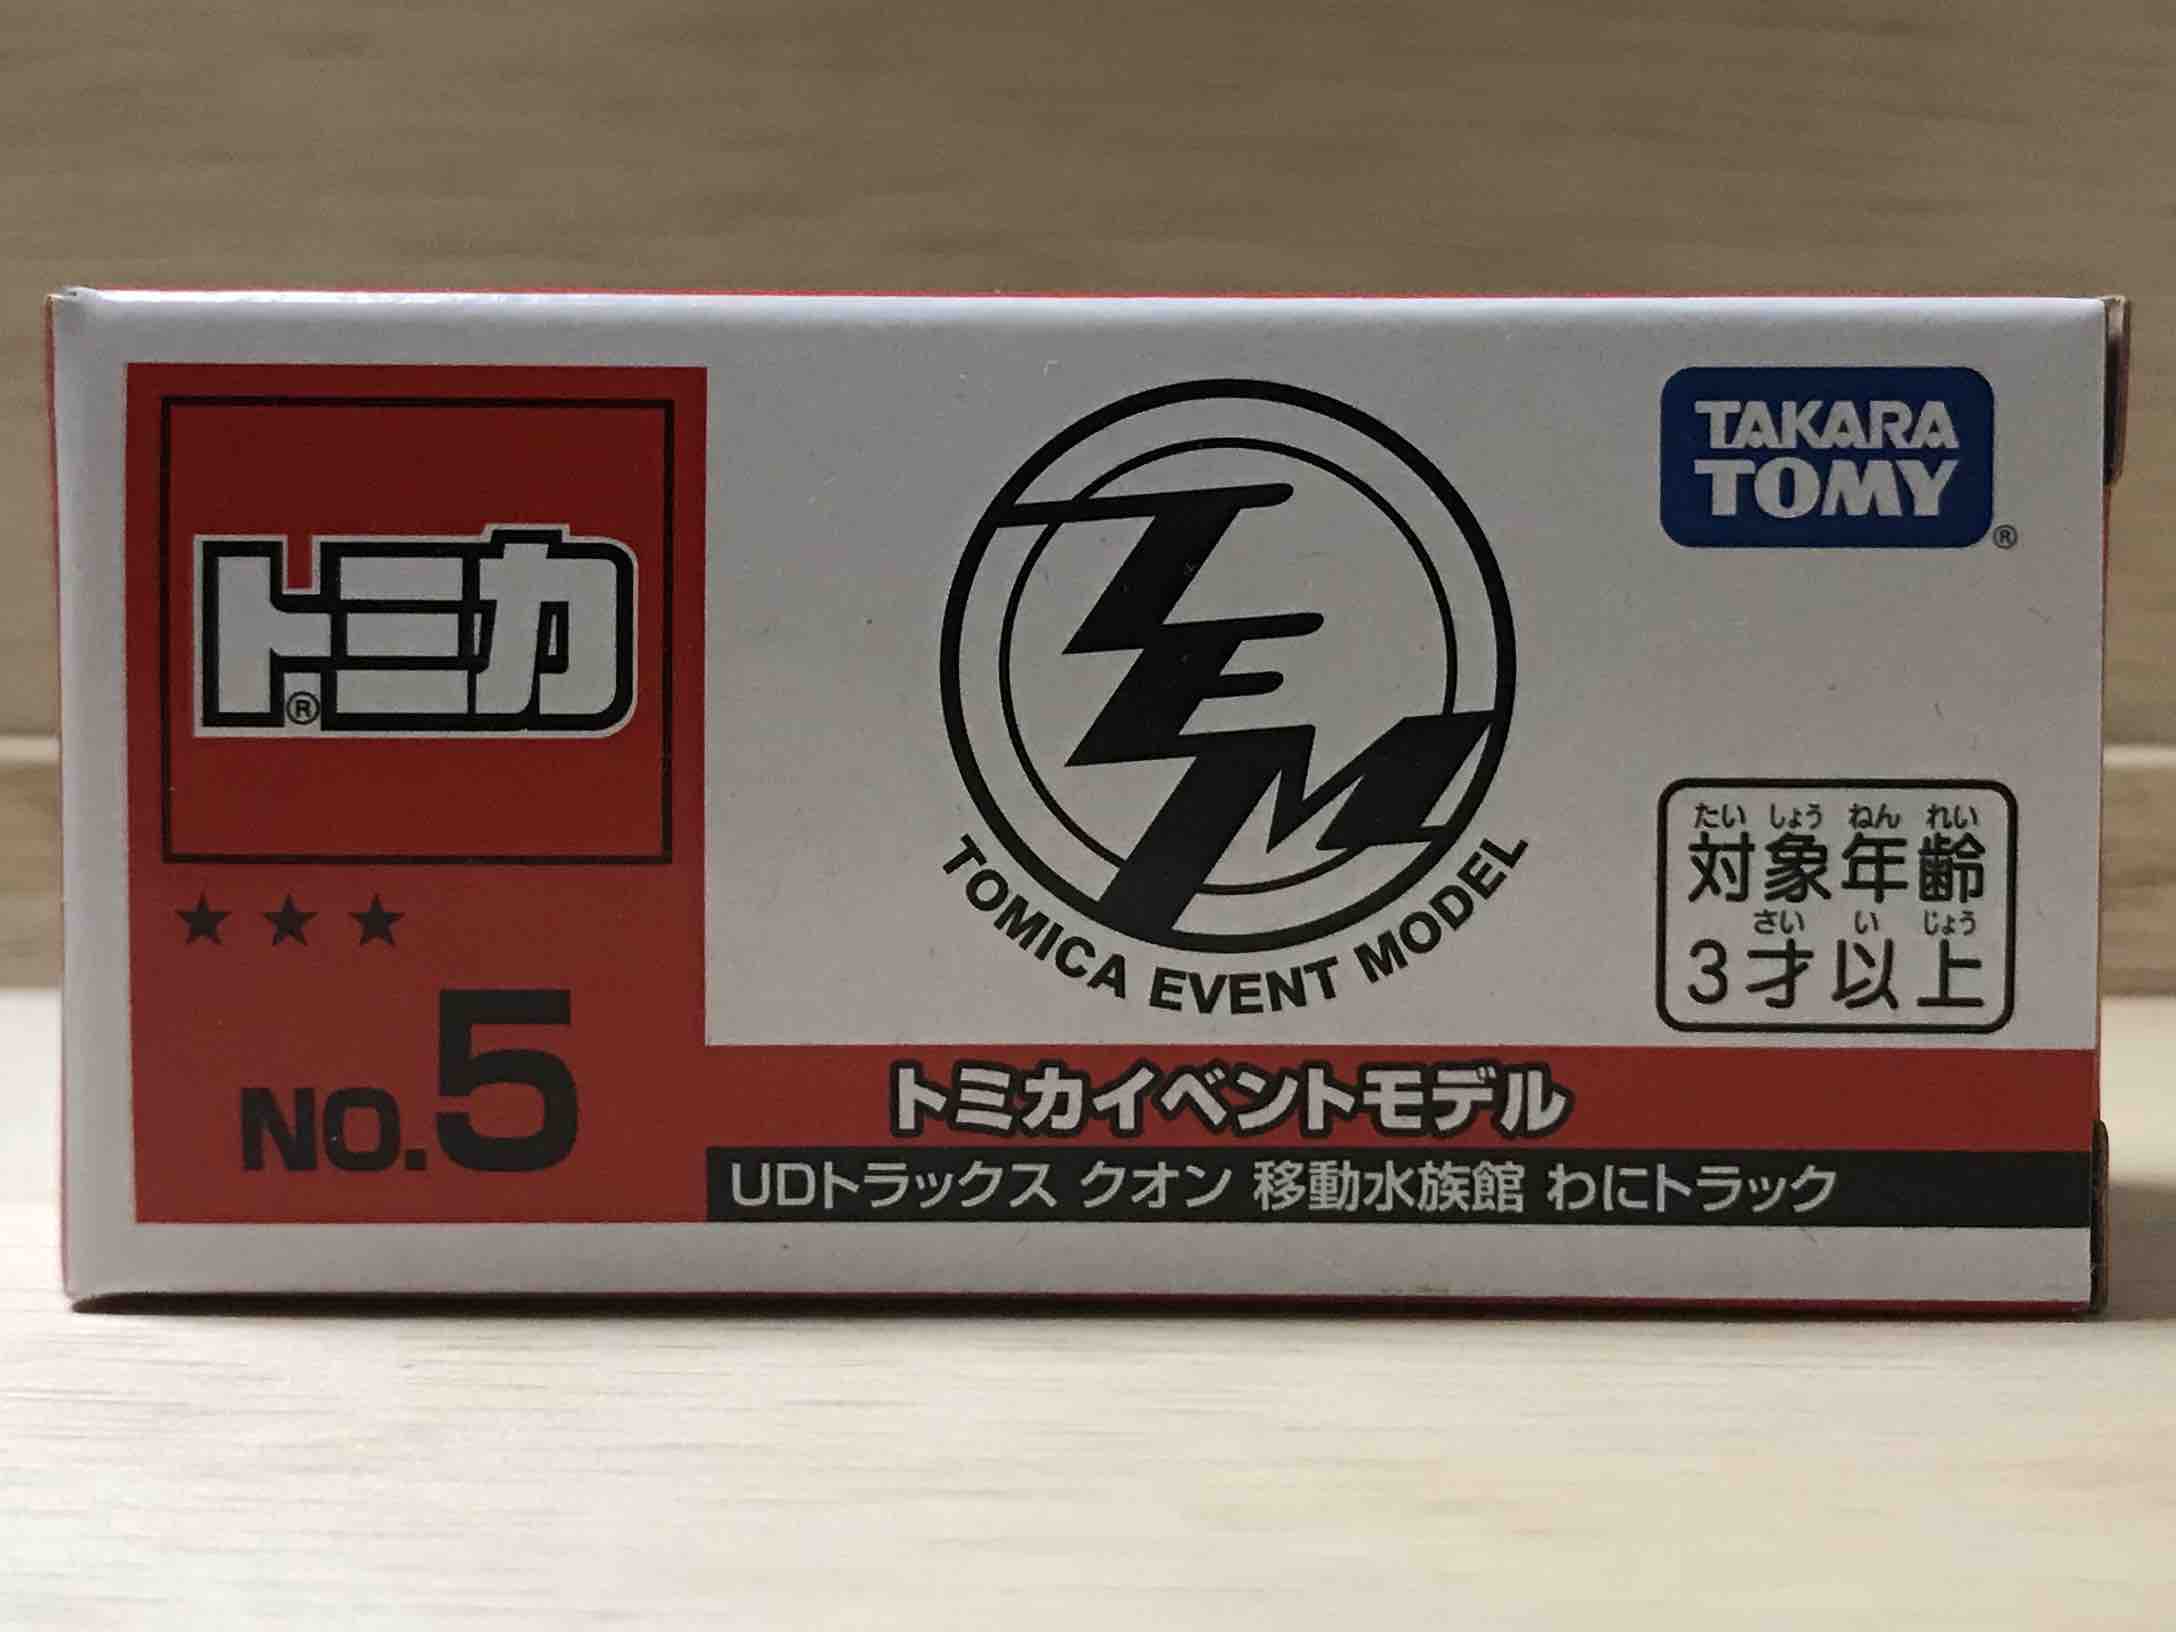 トミカ®
★ ★ ★
NO.5
TEM
TOMICA EVENT MODEL
TAKARA
TOMY®
たい しょう ねん れい
対象年齢
さい い じょう
3才以上
トミカイベントモデル
UDトラックス クオン 移動水族館 わにトラック